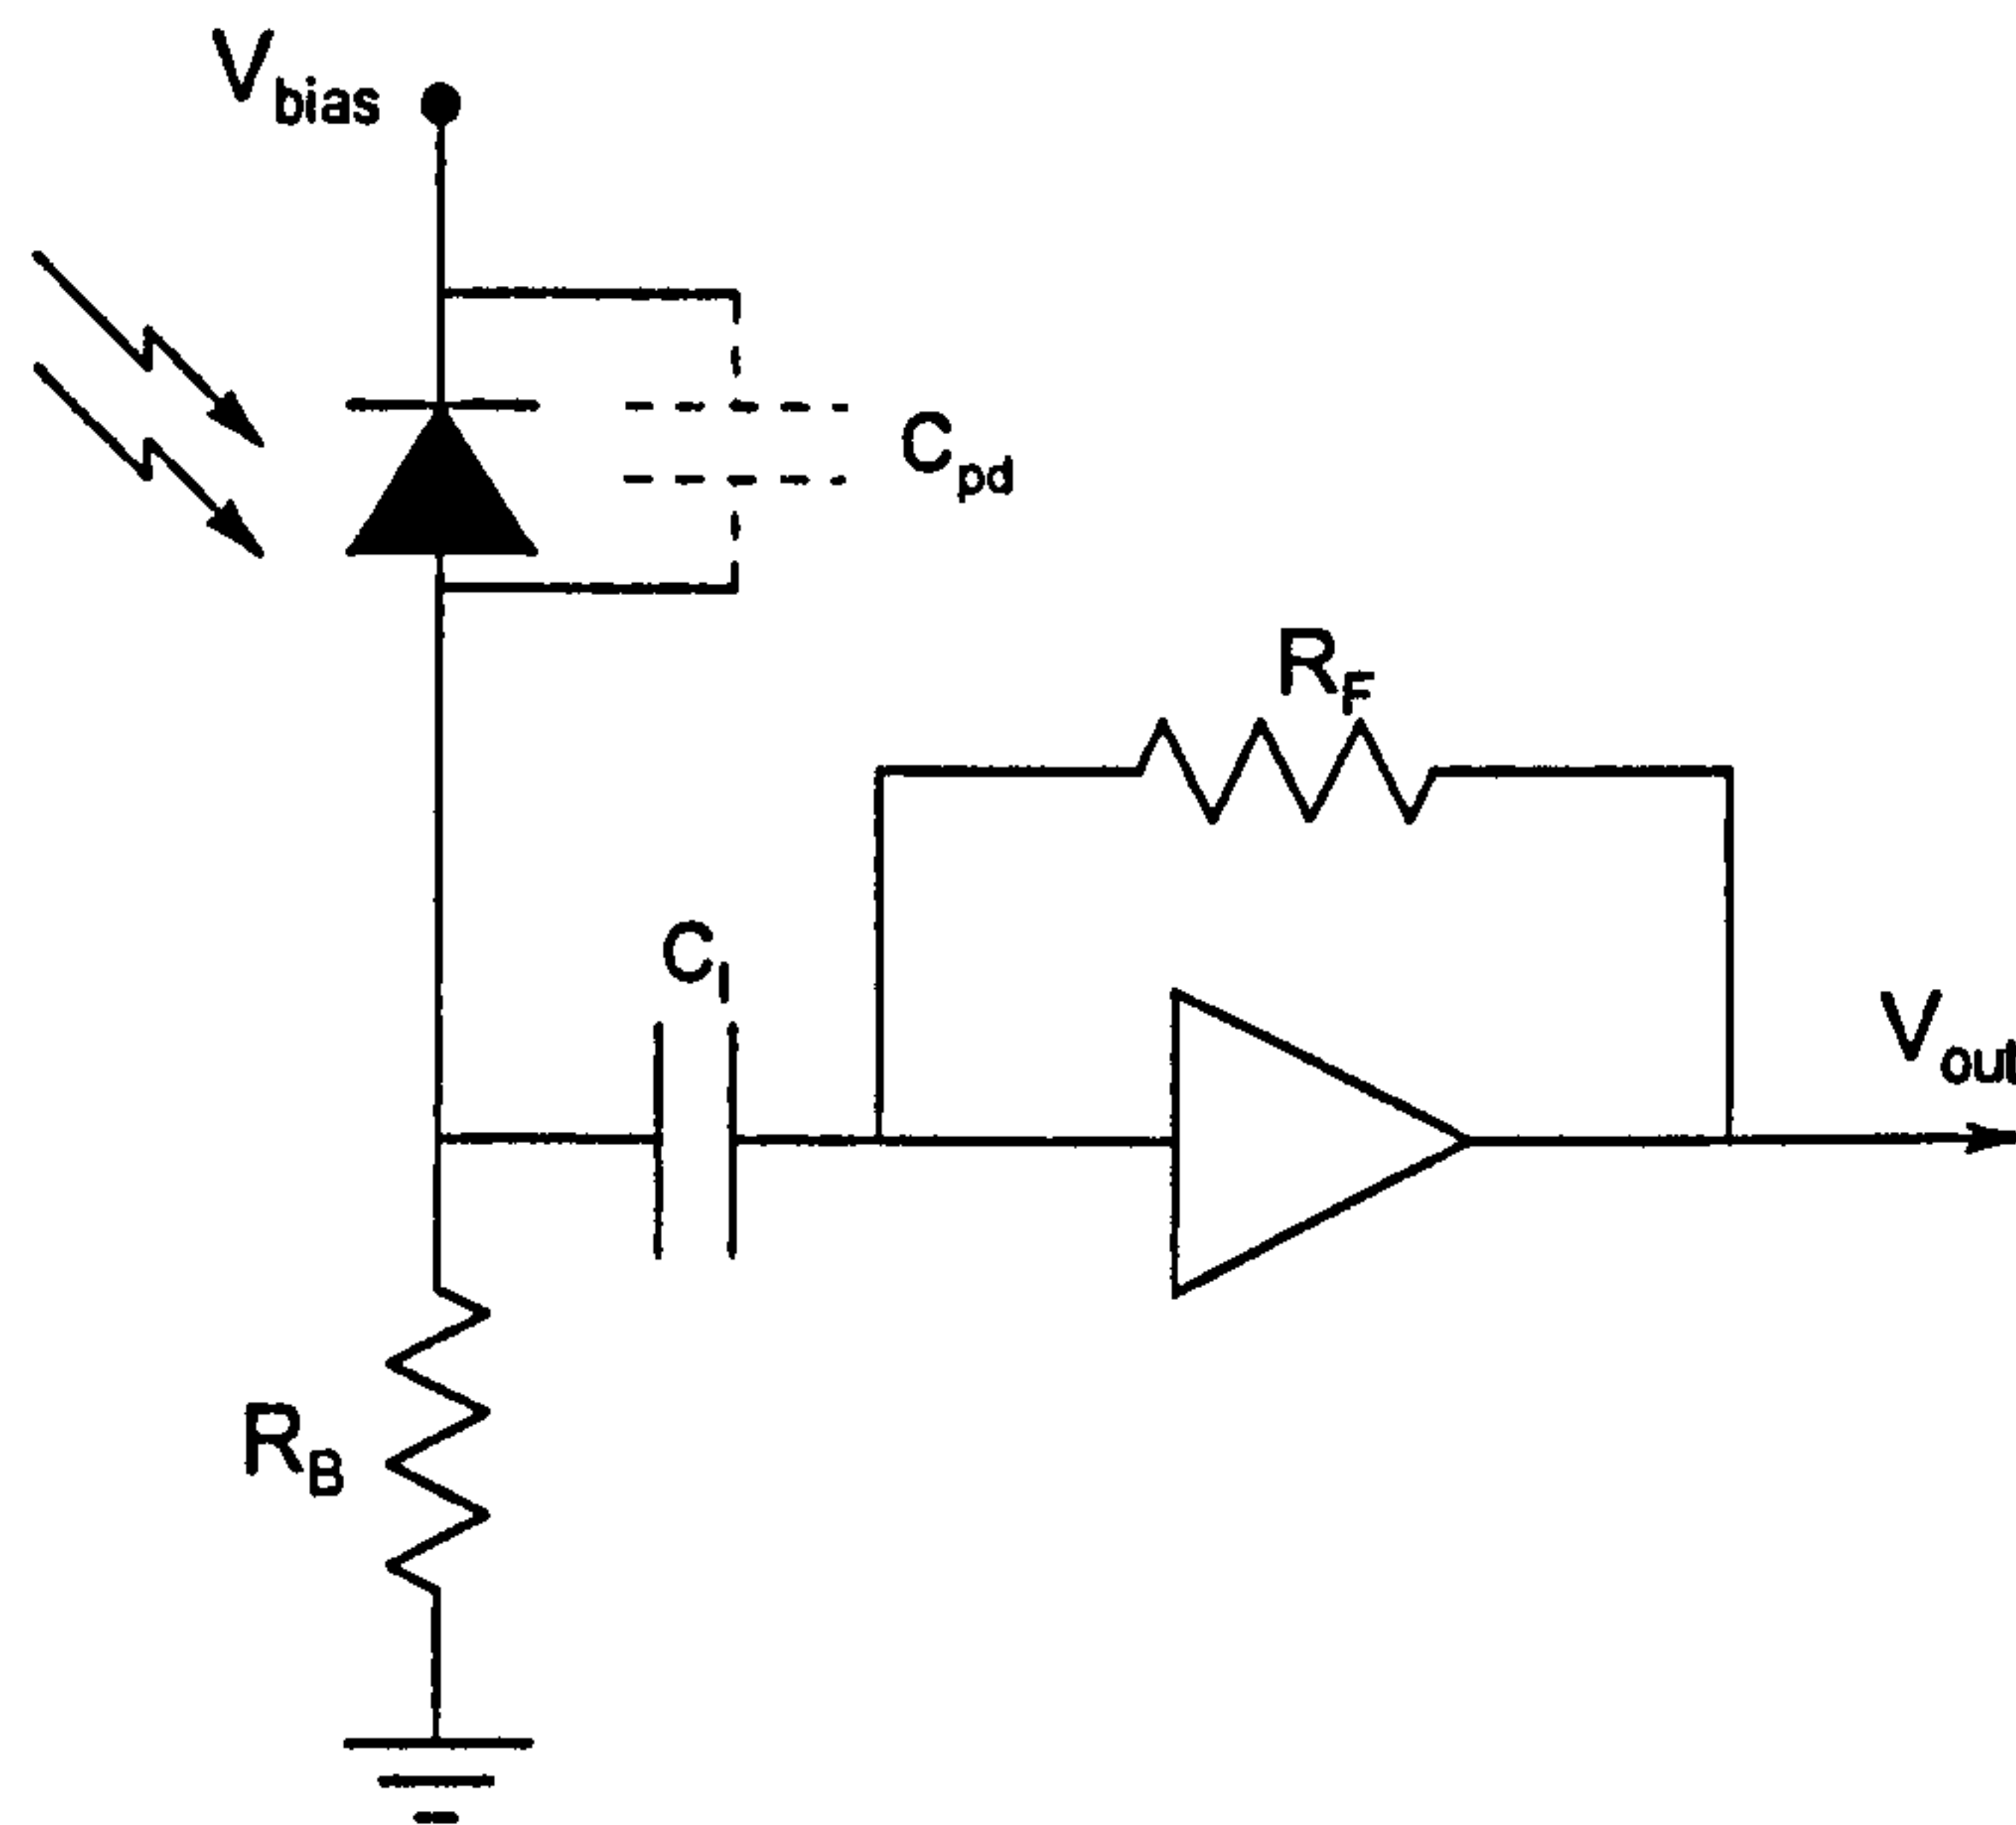 Vbias
Cpd
RF
CI
Vout
RB